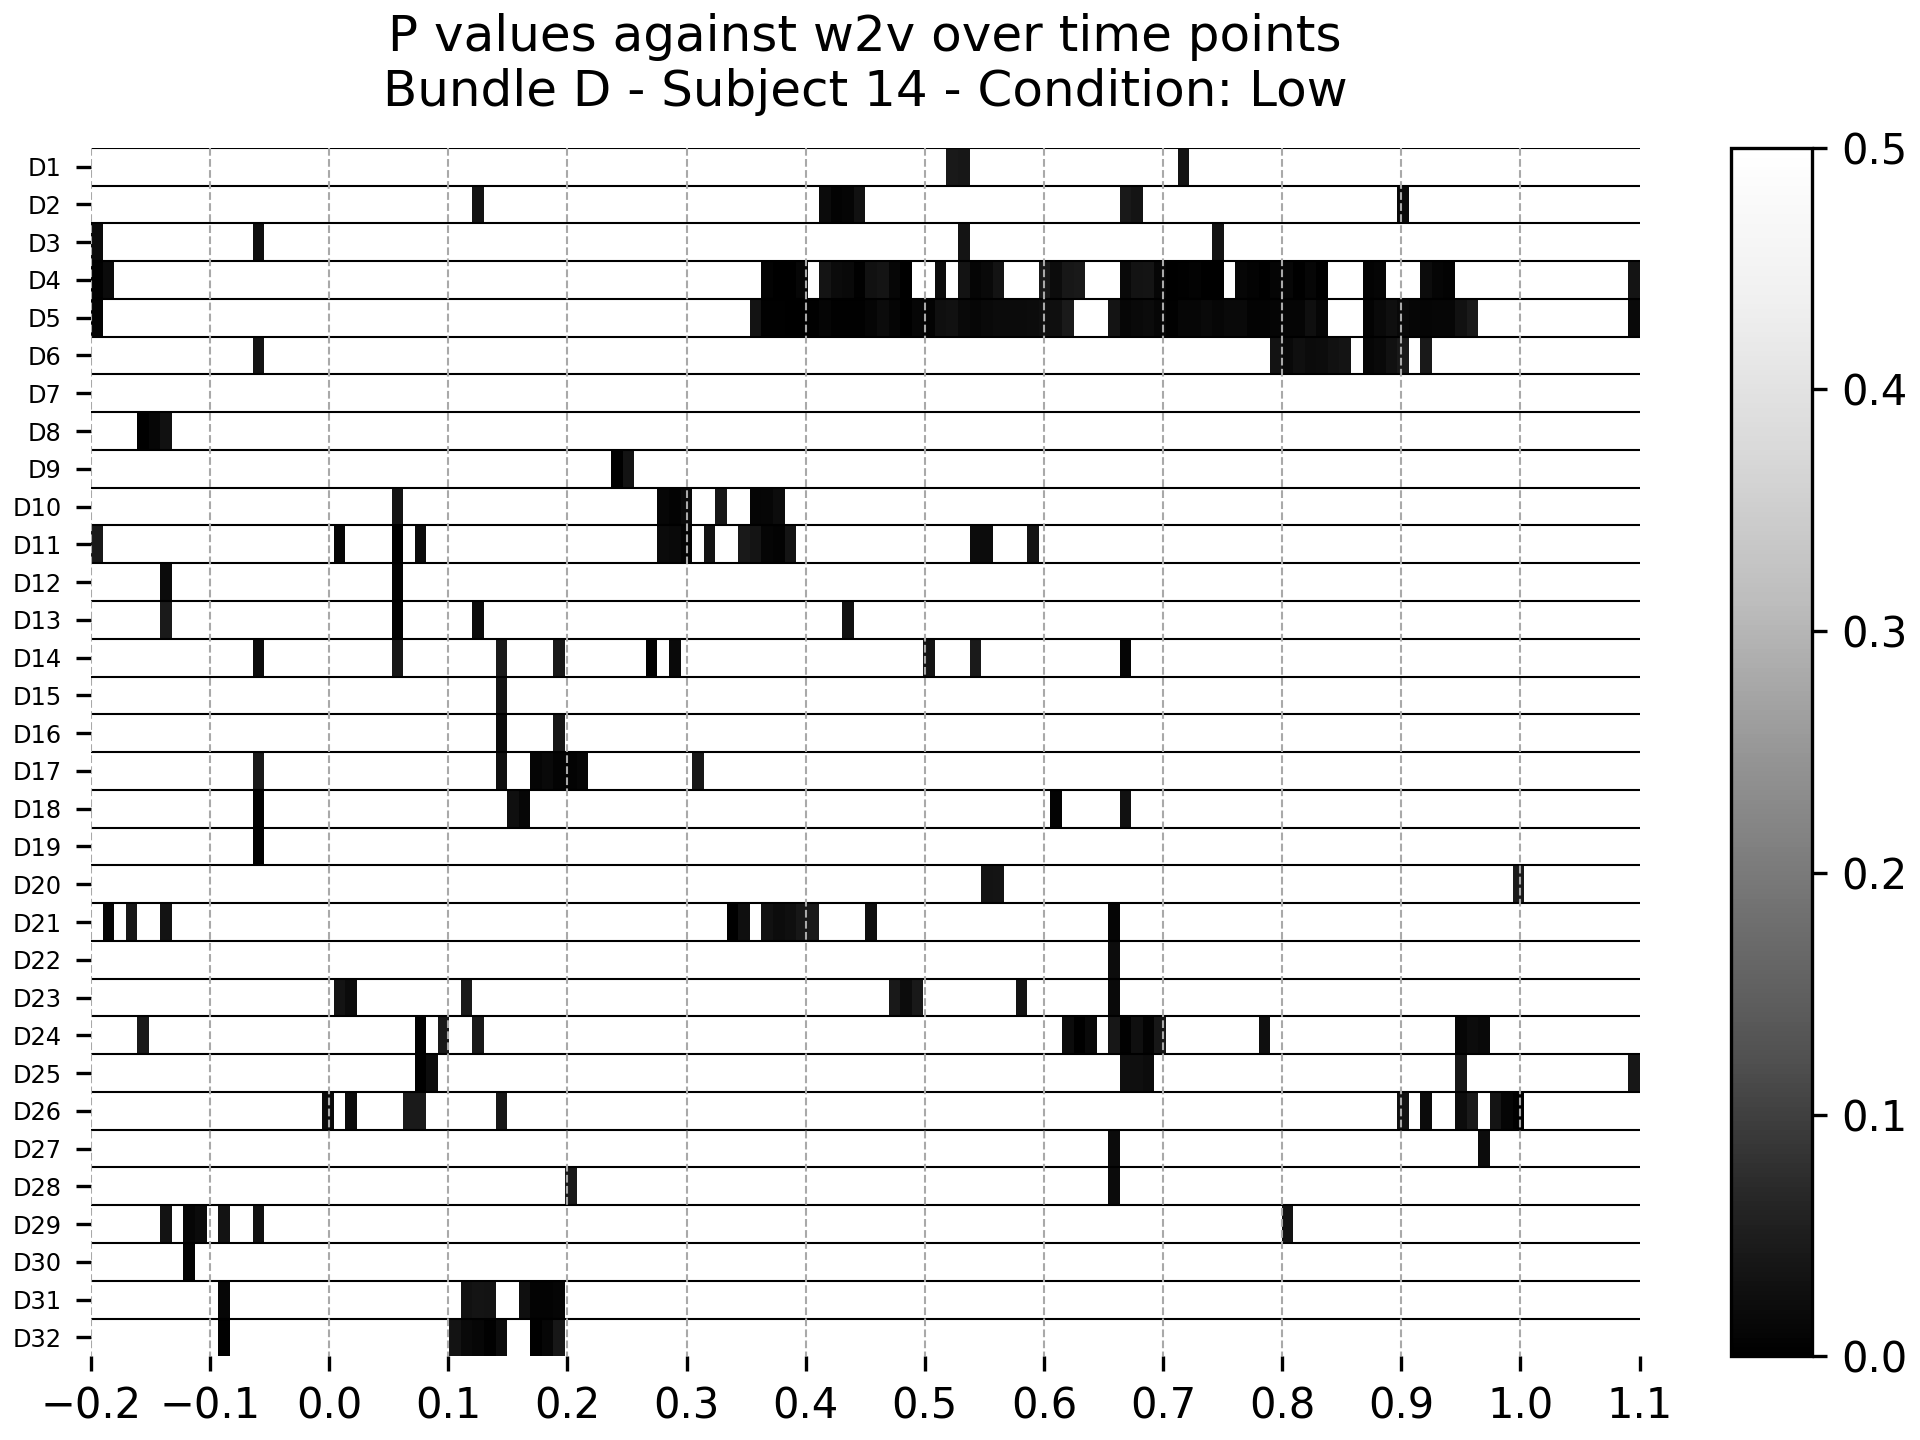 P values against w2v over time points
Bundle D - Subject 14 - Condition: Low
D1
D2
D3
D4
D5
D6
D7
D8
D9
D10
D11
D12
D13
D14
D15
D16
D17
D18
D19
D20
D21
D22
D23
D24
D25
D26
D27
D28
D29
D30
D31
D32
−0.2 −0.1 0.0 0.1 0.2 0.3 0.4 0.5 0.6 0.7 0.8 0.9 1.0 1.1
0.5
0.4
0.3
0.2
0.1
0.0